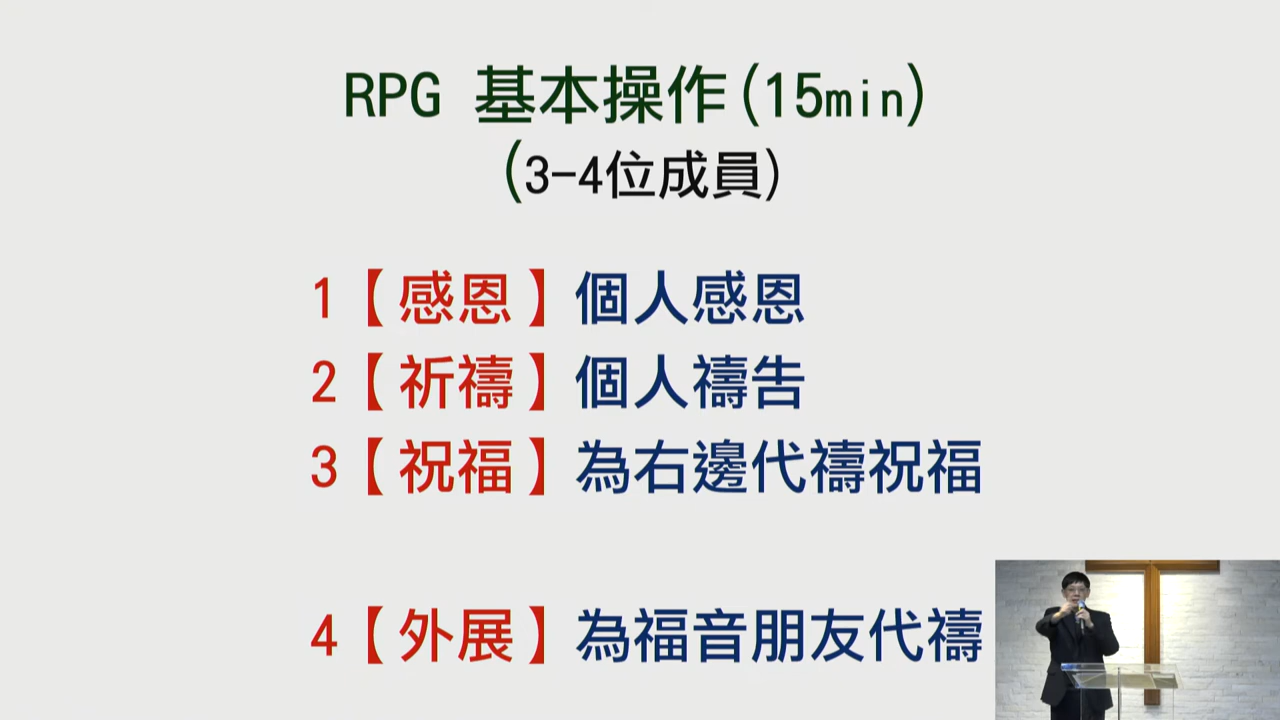 RPG 基本操作(15min)
(3-4位成員)
1【感恩】個人感恩
2【祈禱】個人禱告
3【祝福】為右邊代禱祝福
4【外展】為福音朋友代禱